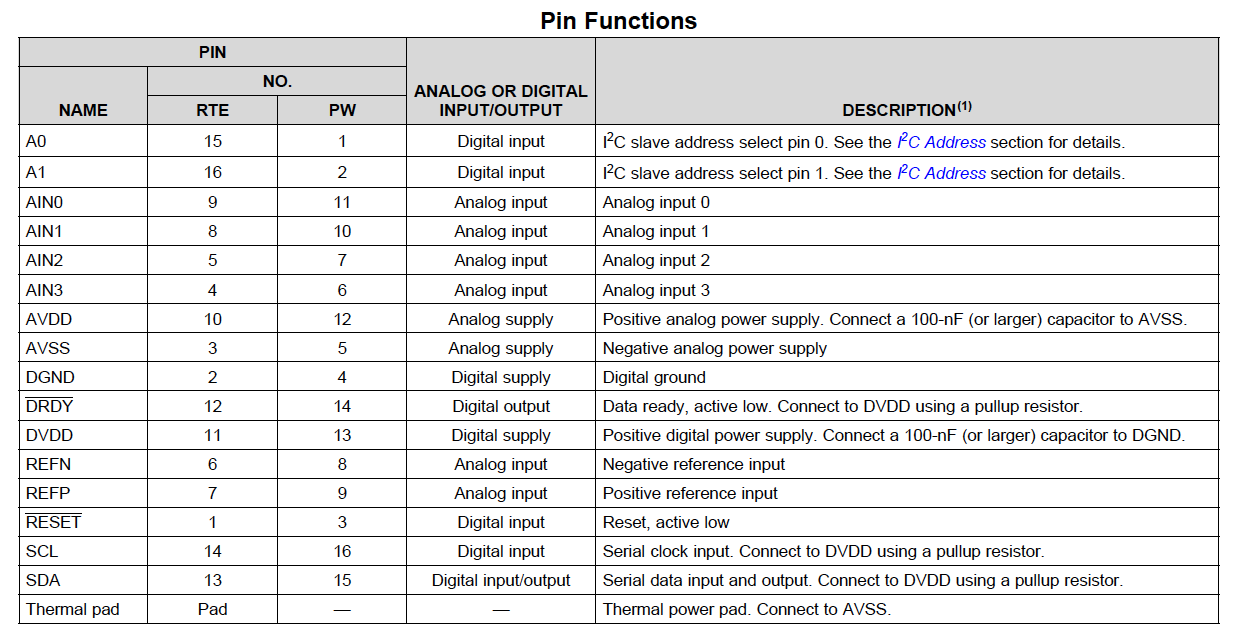 Pin Functions
PIN
NO.
ANALOG OR DIGITAL
INPUT/OUTPUT
NAME RTE PW DESCRIPTION(1)
A0 15 1 Digital input I2C slave address select pin 0. See the I2C Address section for details.
A1 16 2 Digital input I2C slave address select pin 1. See the I2C Address section for details.
AIN0 9 11 Analog input Analog input 0
AIN1 8 10 Analog input Analog input 1
AIN2 5 7 Analog input Analog input 2
AIN3 4 6 Analog input Analog input 3
AVDD 10 12 Analog supply Positive analog power supply. Connect a 100-nF (or larger) capacitor to AVSS.
AVSS 3 5 Analog supply Negative analog power supply
DGND 2 4 Digital supply Digital ground
DRDY 12 14 Digital output Data ready, active low. Connect to DVDD using a pullup resistor.
DVDD 11 13 Digital supply Positive digital power supply. Connect a 100-nF (or larger) capacitor to DGND.
REFN 6 8 Analog input Negative reference input
REFP 7 9 Analog input Positive reference input
RESET 1 3 Digital input Reset, active low
SCL 14 16 Digital input Serial clock input. Connect to DVDD using a pullup resistor.
SDA 13 15 Digital input/output Serial data input and output. Connect to DVDD using a pullup resistor.
Thermal pad Pad — — Thermal power pad. Connect to AVSS.